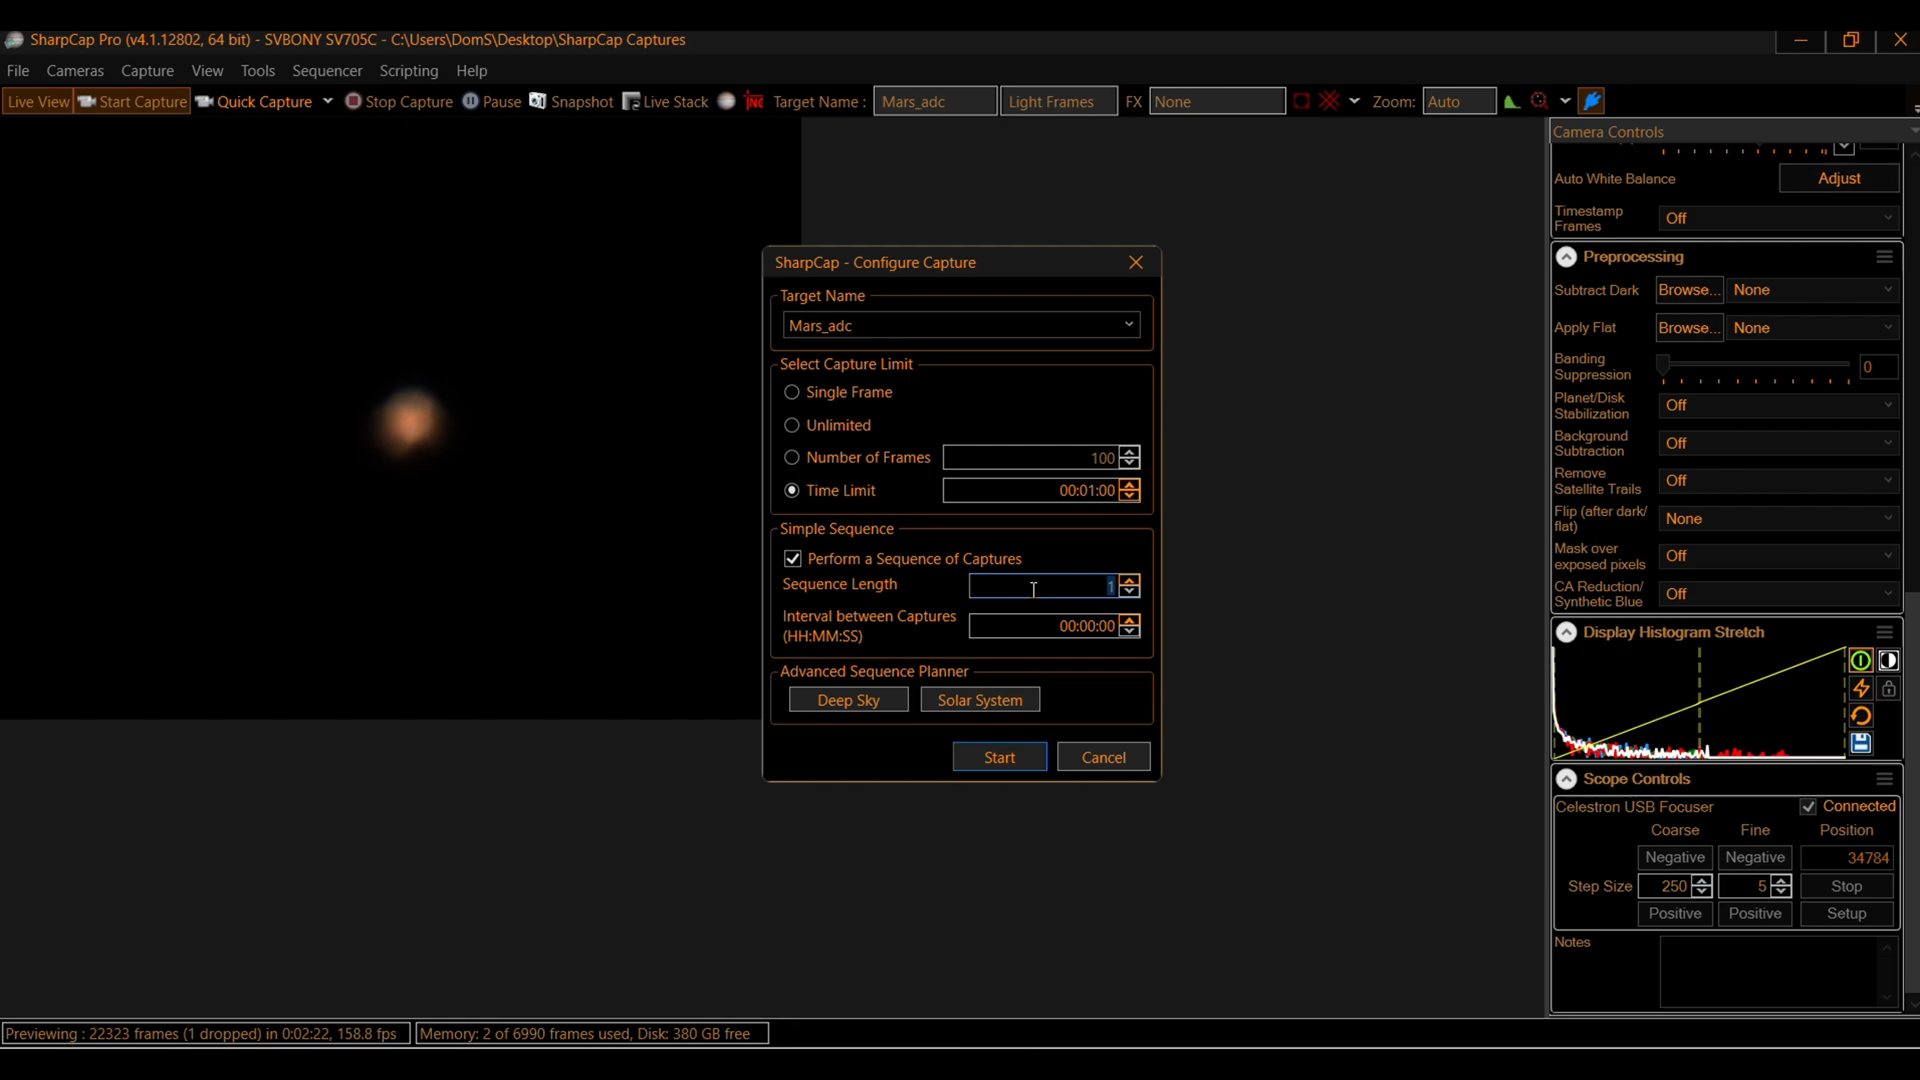 SharpCap Pro (v4.1.12802, 64 bit) - SVBONY SV705C - C:\Users\DomS\Desktop\SharpCap Captures
File Cameras Capture View Tools Sequencer Scripting Help
Live View Start Capture Quick Capture Stop Capture Pause Snapshot Live Stack INC Target Name : Mars_adc Light Frames FX None Zoom: Auto
SharpCap - Configure Capture
Target Name
Mars_adc
Select Capture Limit
Single Frame
Unlimited
Number of Frames 100
Time Limit 00:01:00
Simple Sequence
Perform a Sequence of Captures
Sequence Length 1
Interval between Captures
(HH:MM:SS) 00:00:00
Advanced Sequence Planner
Deep Sky Solar System
Start Cancel
Camera Controls
Auto White Balance Adjust
Timestamp
Frames Off
Preprocessing
Subtract Dark Browse... None
Apply Flat Browse... None
Banding
Suppression 0
Planet/Disk
Stabilization Off
Background
Subtraction Off
Remove
Satellite Trails Off
Flip (after dark/
flat) None
Mask over
exposed pixels Off
CA Reduction/
Synthetic Blue Off
Display Histogram Stretch
Scope Controls
Celestron USB Focuser Connected
Coarse Fine Position
Negative Negative 34784
Step Size 250 5 Stop
Positive Positive Setup
Notes
Previewing : 22323 frames (1 dropped) in 0:02:22, 158.8 fps Memory: 2 of 6990 frames used, Disk: 380 GB free